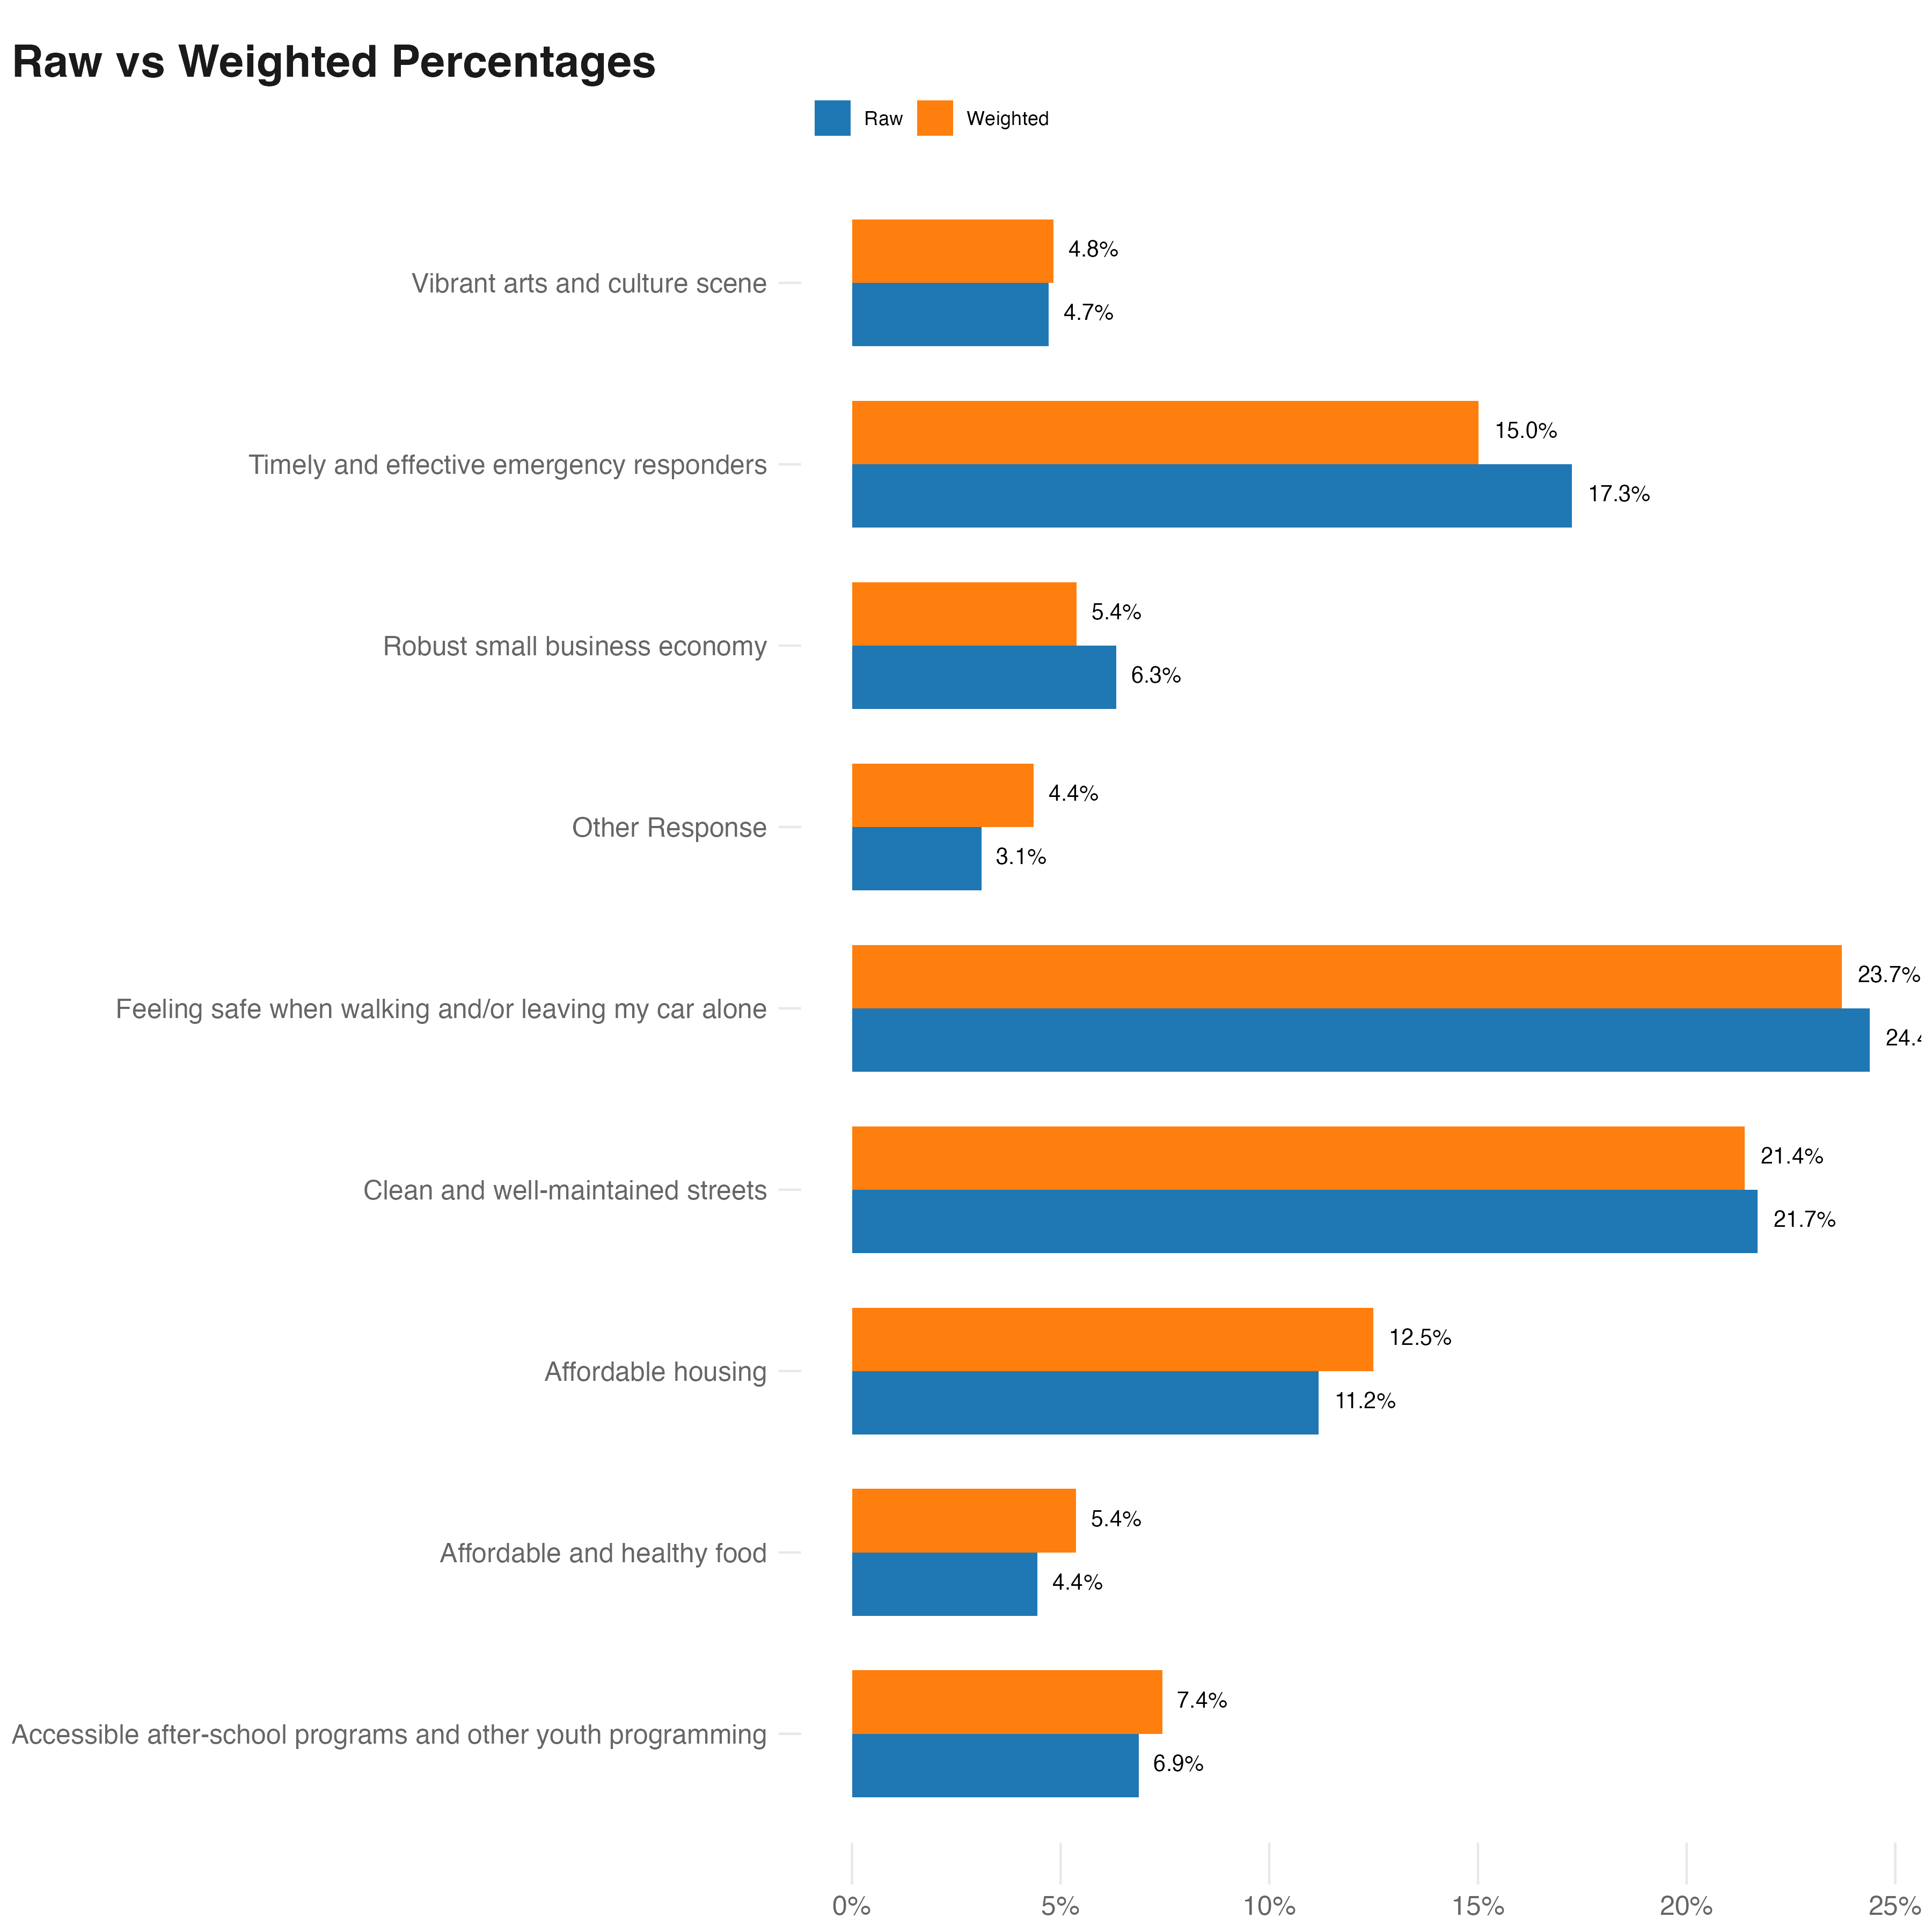 Raw vs Weighted Percentages
Raw Weighted
Vibrant arts and culture scene
4.8%
4.7%
Timely and effective emergency responders
15.0%
17.3%
Robust small business economy
5.4%
6.3%
Other Response
4.4%
3.1%
Feeling safe when walking and/or leaving my car alone
23.7%
24.4
Clean and well-maintained streets
21.4%
21.7%
Affordable housing
12.5%
11.2%
Affordable and healthy food
5.4%
4.4%
Accessible after-school programs and other youth programming
7.4%
6.9%
0% 5% 10% 15% 20% 25%